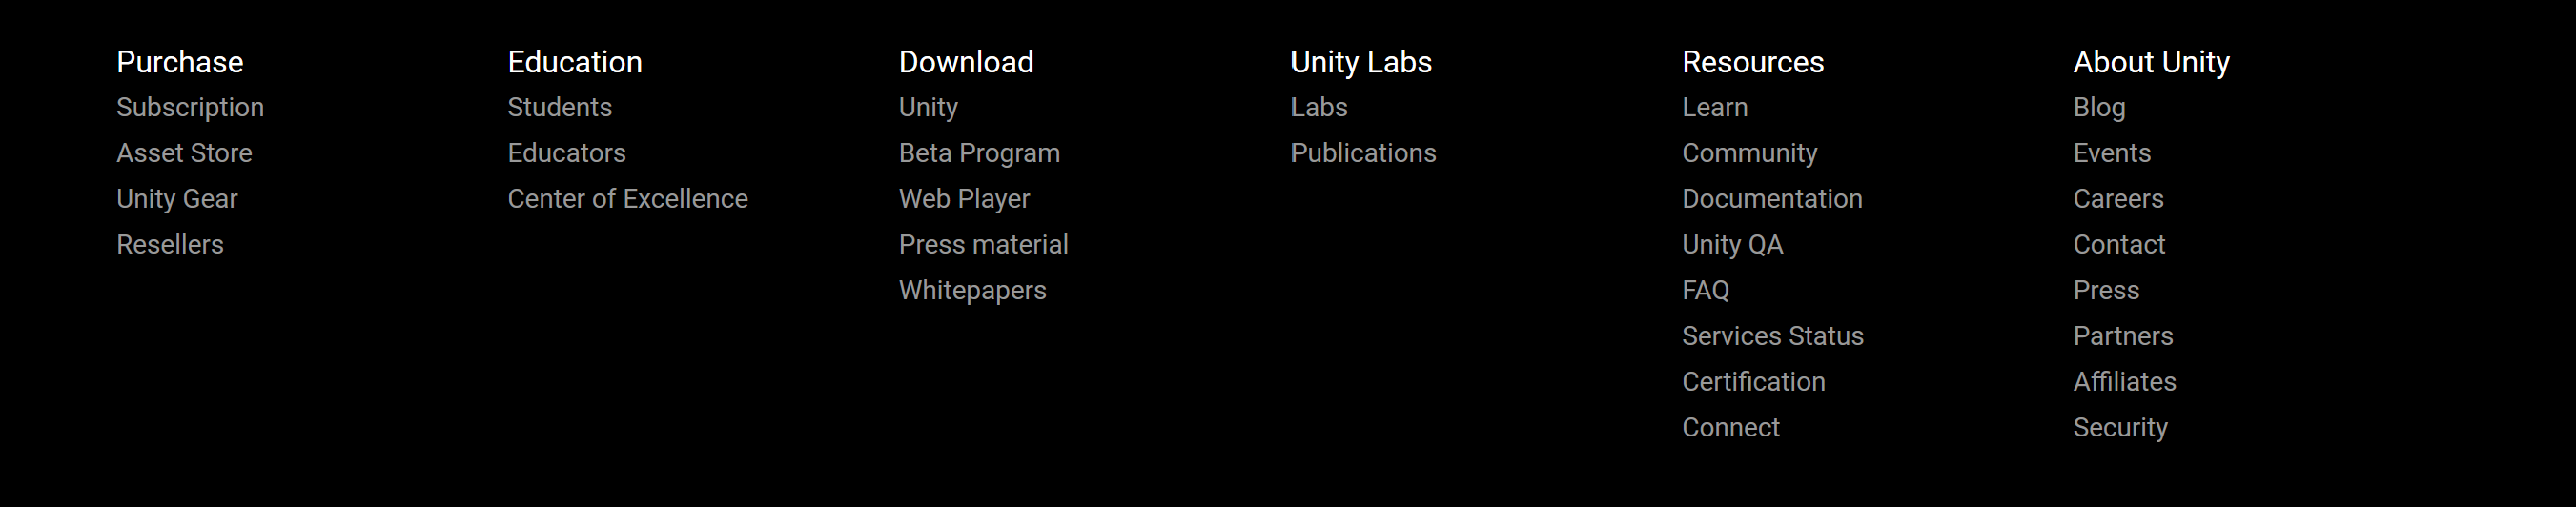 Purchase
Subscription
Asset Store
Unity Gear
Resellers
Education
Students
Educators
Center of Excellence
Download
Unity
Beta Program
Web Player
Press material
Whitepapers
Unity Labs
Labs
Publications
Resources
Learn
Community
Documentation
Unity QA
FAQ
Services Status
Certification
Connect
About Unity
Blog
Events
Careers
Contact
Press
Partners
Affiliates
Security